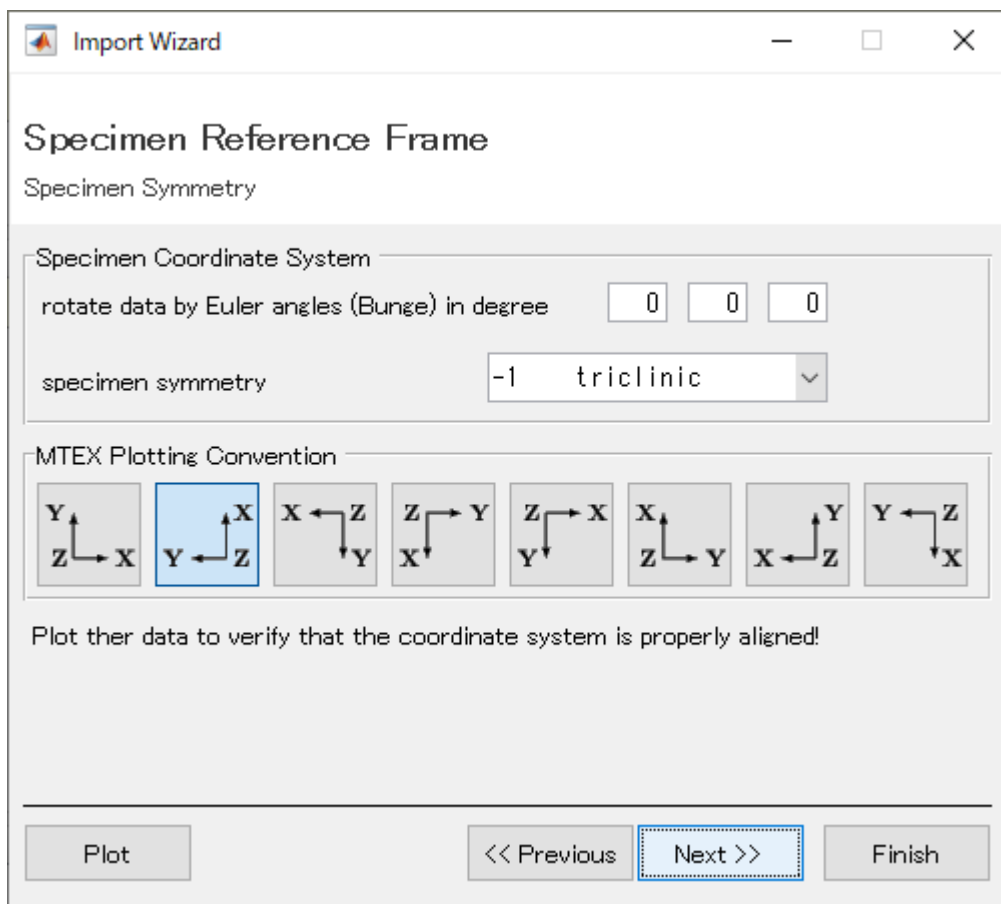 Import Wizard
Specimen Reference Frame
Specimen Symmetry
Specimen Coordinate System
rotate data by Euler angles (Bunge) in degree 0 0 0
specimen symmetry -1 triclinic
MTEX Plotting Convention
Y X X Z Z Y Z X X Y Y Z
Z X Y Z Y X Y Z Y X Z X
Plot ther data to verify that the coordinate system is properly aligned!
Plot << Previous Next >> Finish